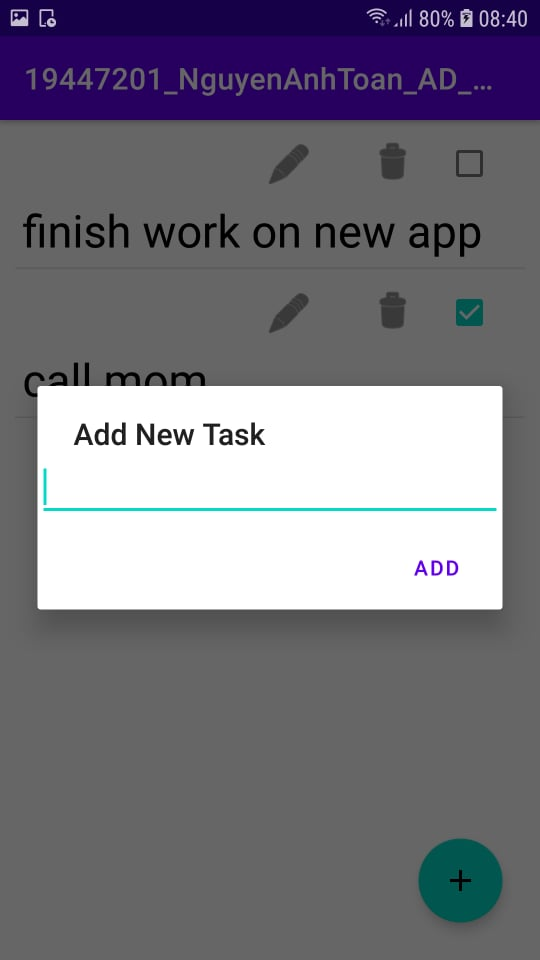 80% 08:40
19447201_NguyenAnhToan_AD_...
finish work on new app
call mom
Add New Task
ADD